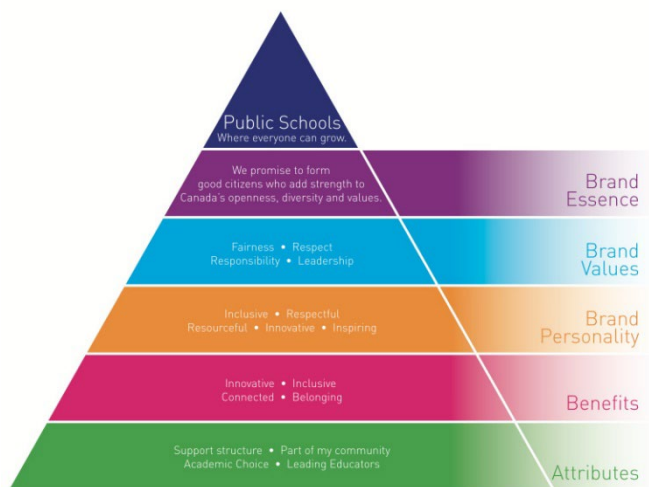 Public Schools
Where everyone can grow.
We promise to form
good citizens who add strength to
Canada's openness, diversity and values.
Brand
Essence
Fairness • Respect
Responsibility • Leadership
Brand
Values
Inclusive • Respectful
Resourceful • Innovative • Inspiring
Brand
Personality
Innovative • Inclusive
Connected • Belonging
Benefits
Support structure • Part of my community
Academic Choice • Leading Educators
Attributes